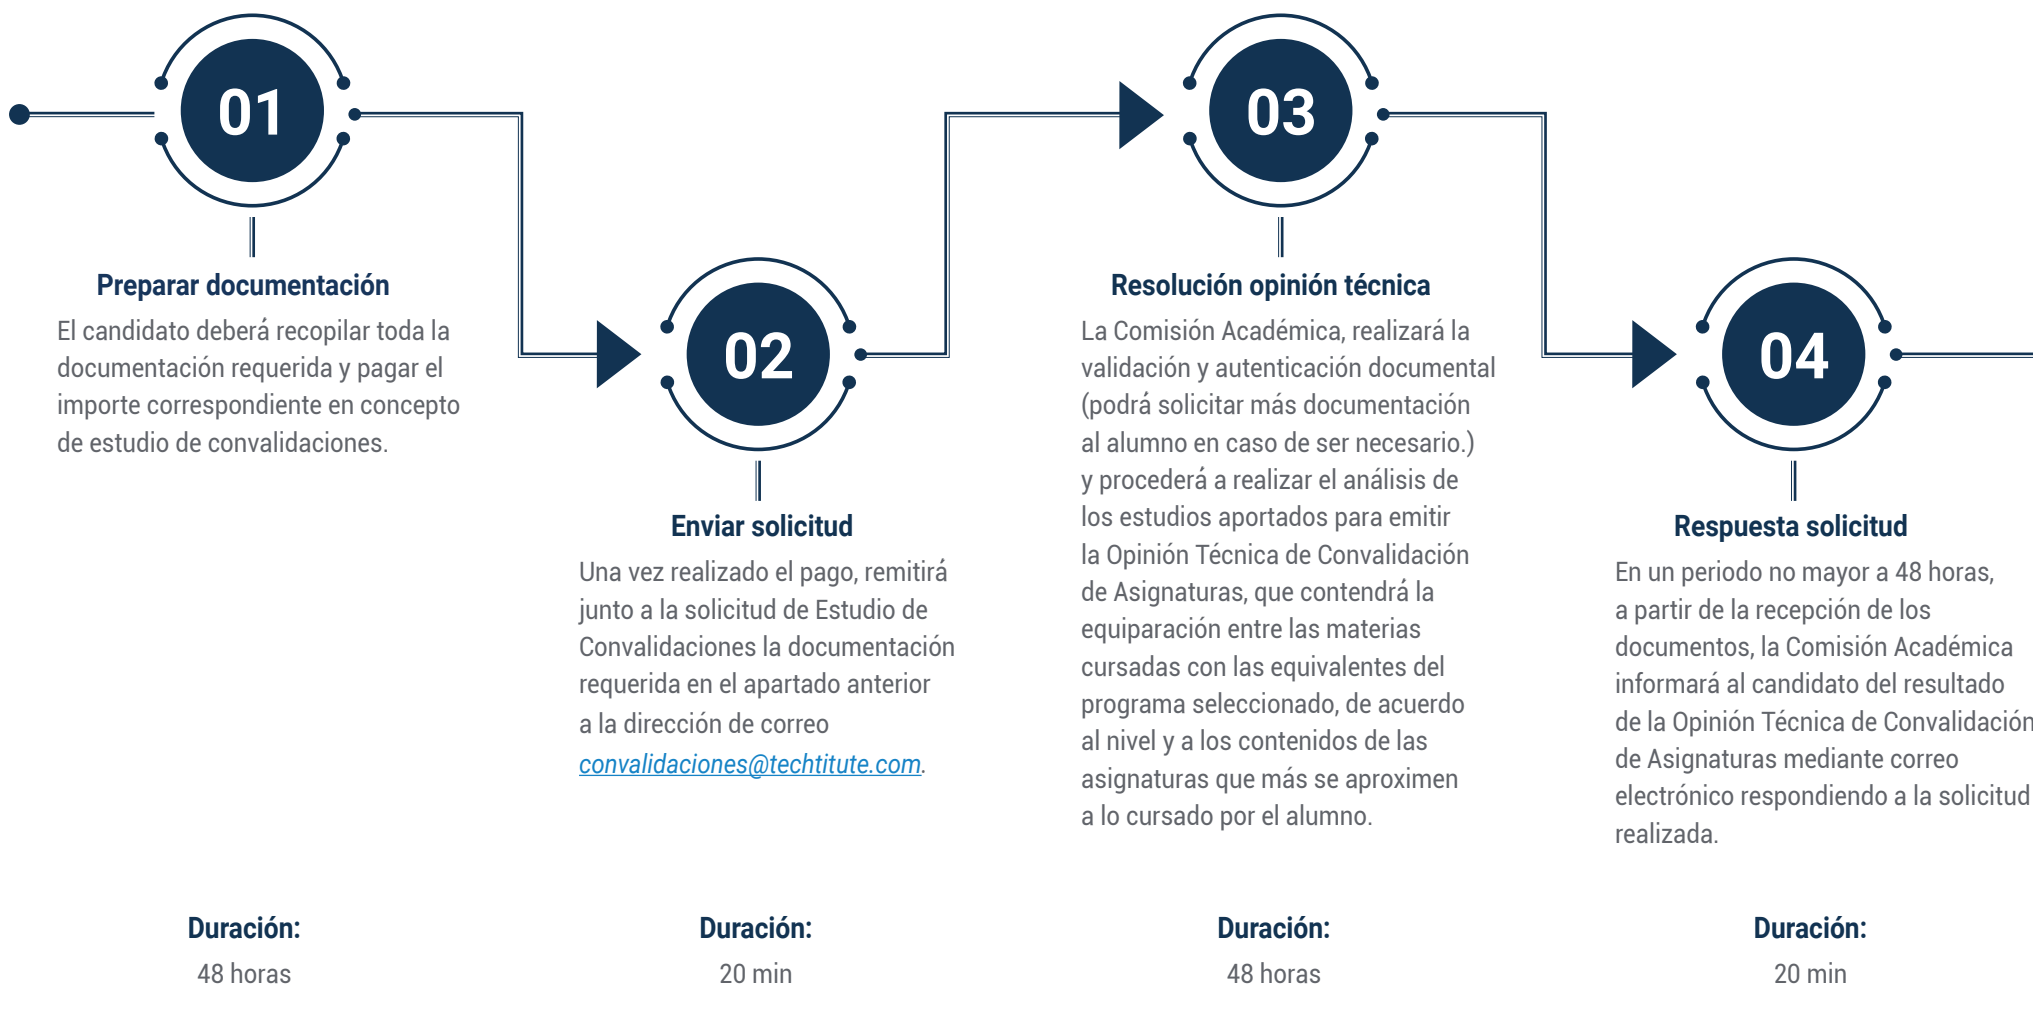 01
Preparar documentación
El candidato deberá recopilar toda la
documentación requerida y pagar el
importe correspondiente en concepto
de estudio de convalidaciones.
Duración:
48 horas
02
Enviar solicitud
Una vez realizado el pago, remitirá
junto a la solicitud de Estudio de
Convalidaciones la documentación
requerida en el apartado anterior
a la dirección de correo
convalidaciones@techtitute.com.
Duración:
20 min
03
Resolución opinión técnica
La Comisión Académica, realizará la
validación y autenticación documental
(podrá solicitar más documentación
al alumno en caso de ser necesario.)
y procederá a realizar el análisis de
los estudios aportados para emitir
la Opinión Técnica de Convalidación
de Asignaturas, que contendrá la
equiparación entre las materias
cursadas con las equivalentes del
programa seleccionado, de acuerdo
al nivel y a los contenidos de las
asignaturas que más se aproximen
a lo cursado por el alumno.
Duración:
48 horas
04
Respuesta solicitud
En un periodo no mayor a 48 horas,
a partir de la recepción de los
documentos, la Comisión Académica
informará al candidato del resultado
de la Opinión Técnica de Convalidación
de Asignaturas mediante correo
electrónico respondiendo a la solicitud
realizada.
Duración:
20 min